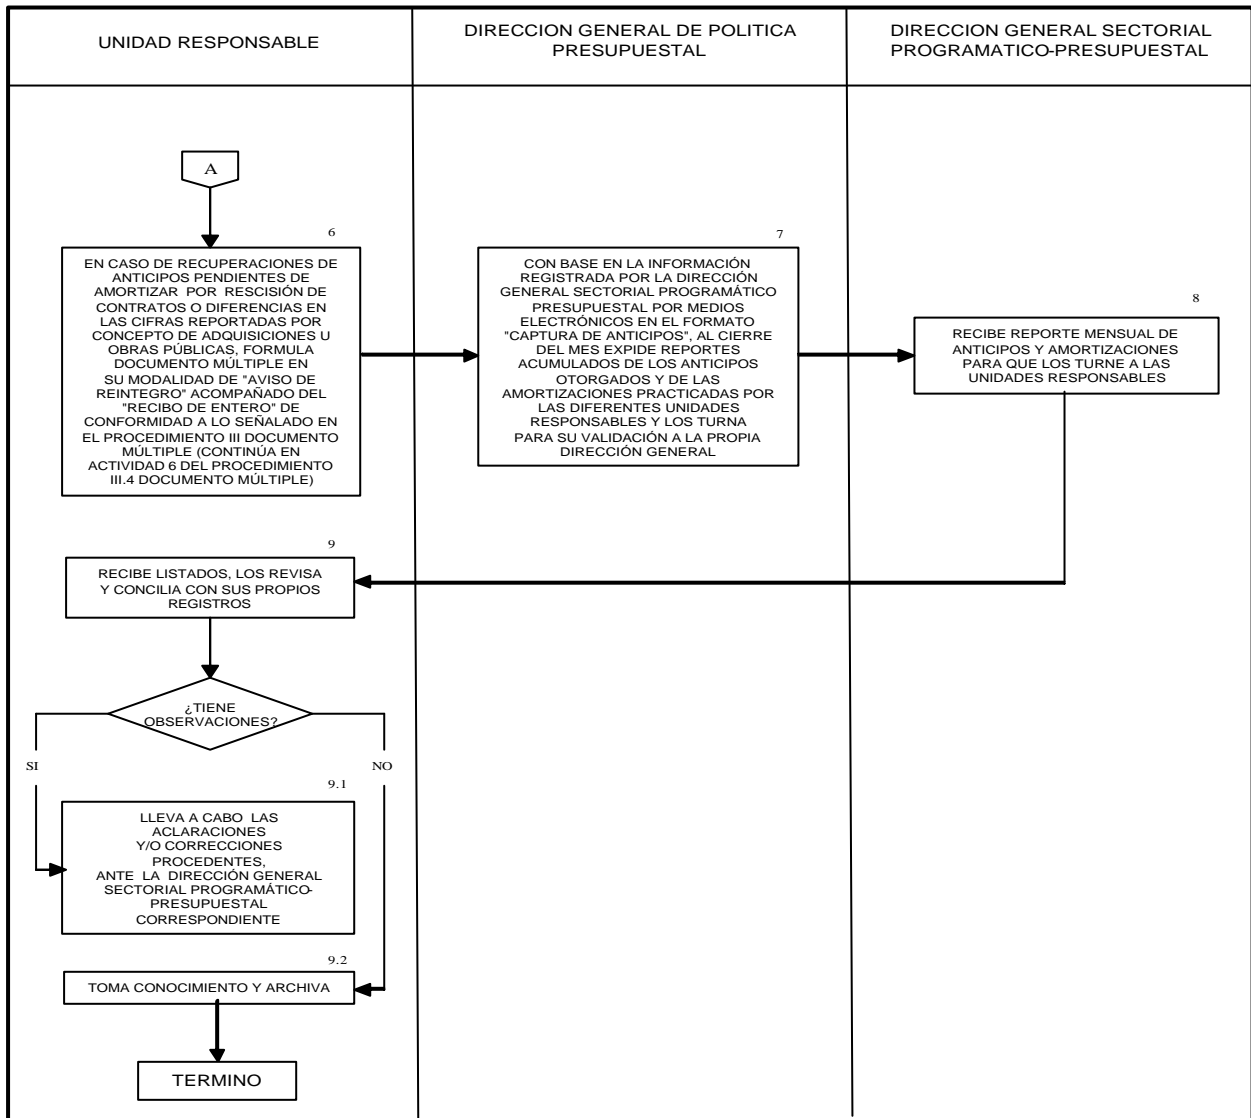 UNIDAD RESPONSABLE
DIRECCION GENERAL DE POLITICA
PRESUPUESTAL
DIRECCION GENERAL SECTORIAL
PROGRAMATICO-PRESUPUESTAL
A
6
EN CASO DE RECUPERACIONES DE
ANTICIPOS PENDIENTES DE
AMORTIZAR POR RESCISIÓN DE
CONTRATOS O DIFERENCIAS EN
LAS CIFRAS REPORTADAS POR
CONCEPTO DE ADQUISICIONES U
OBRAS PÚBLICAS, FORMULA
DOCUMENTO MÚLTIPLE EN
SU MODALIDAD DE "AVISO DE
REINTEGRO" ACOMPAÑADO DEL
"RECIBO DE ENTERO" DE
CONFORMIDAD A LO SEÑALADO EN
EL PROCEDIMIENTO III DOCUMENTO
MÚLTIPLE (CONTINÚA EN
ACTIVIDAD 6 DEL PROCEDIMIENTO
III.4 DOCUMENTO MÚLTIPLE)
7
CON BASE EN LA INFORMACIÓN
REGISTRADA POR LA DIRECCIÓN
GENERAL SECTORIAL PROGRAMÁTICO
PRESUPUESTAL POR MEDIOS
ELECTRÓNICOS EN EL FORMATO
"CAPTURA DE ANTICIPOS", AL CIERRE
DEL MES EXPIDE REPORTES
ACUMULADOS DE LOS ANTICIPOS
OTORGADOS Y DE LAS
AMORTIZACIONES PRACTICADAS POR
LAS DIFERENTES UNIDADES
RESPONSABLES Y LOS TURNA
PARA SU VALIDACIÓN A LA PROPIA
DIRECCIÓN GENERAL
8
RECIBE REPORTE MENSUAL DE
ANTICIPOS Y AMORTIZACIONES
PARA QUE LOS TURNE A LAS
UNIDADES RESPONSABLES
9
RECIBE LISTADOS, LOS REVISA
Y CONCILIA CON SUS PROPIOS
REGISTROS
¿TIENE
OBSERVACIONES?
SI
NO
9.1
LLEVA A CABO LAS
ACLARACIONES
Y/O CORRECCIONES
PROCEDENTES,
ANTE LA DIRECCIÓN GENERAL
SECTORIAL PROGRAMÁTICO-
PRESUPUESTAL
CORRESPONDIENTE
9.2
TOMA CONOCIMIENTO Y ARCHIVA
TERMINO